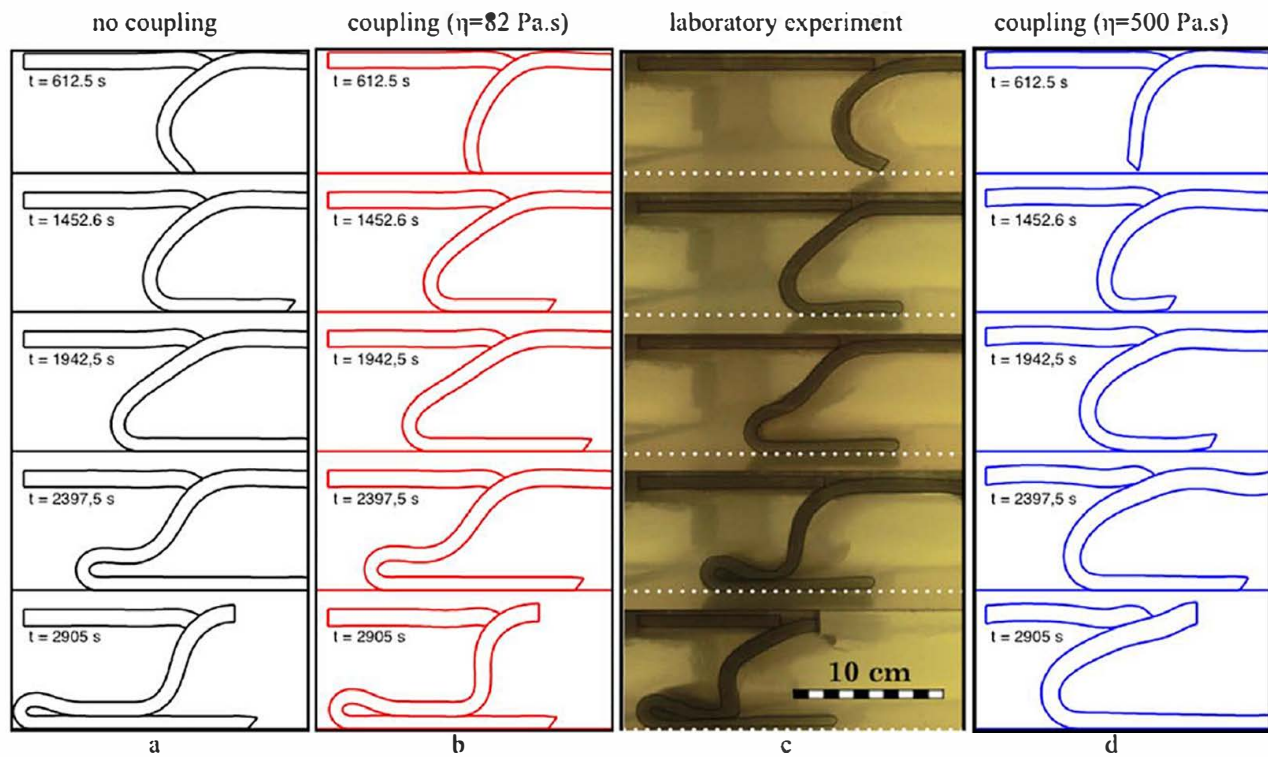 no coupling
coupling (η=82 Pa.s)
laboratory experiment
coupling (η=500 Pa.s)
t = 612.5 s
t = 612.5 s
t = 612.5 s
t = 1452.6 s
t = 1452.6 s
t = 1452.6 s
t = 1942,5 s
t = 1942,5 s
t = 1942,5 s
t = 2397,5 s
t = 2397,5 s
t = 2397,5 s
t = 2905 s
t = 2905 s
10 cm
t = 2905 s
a
b
c
d